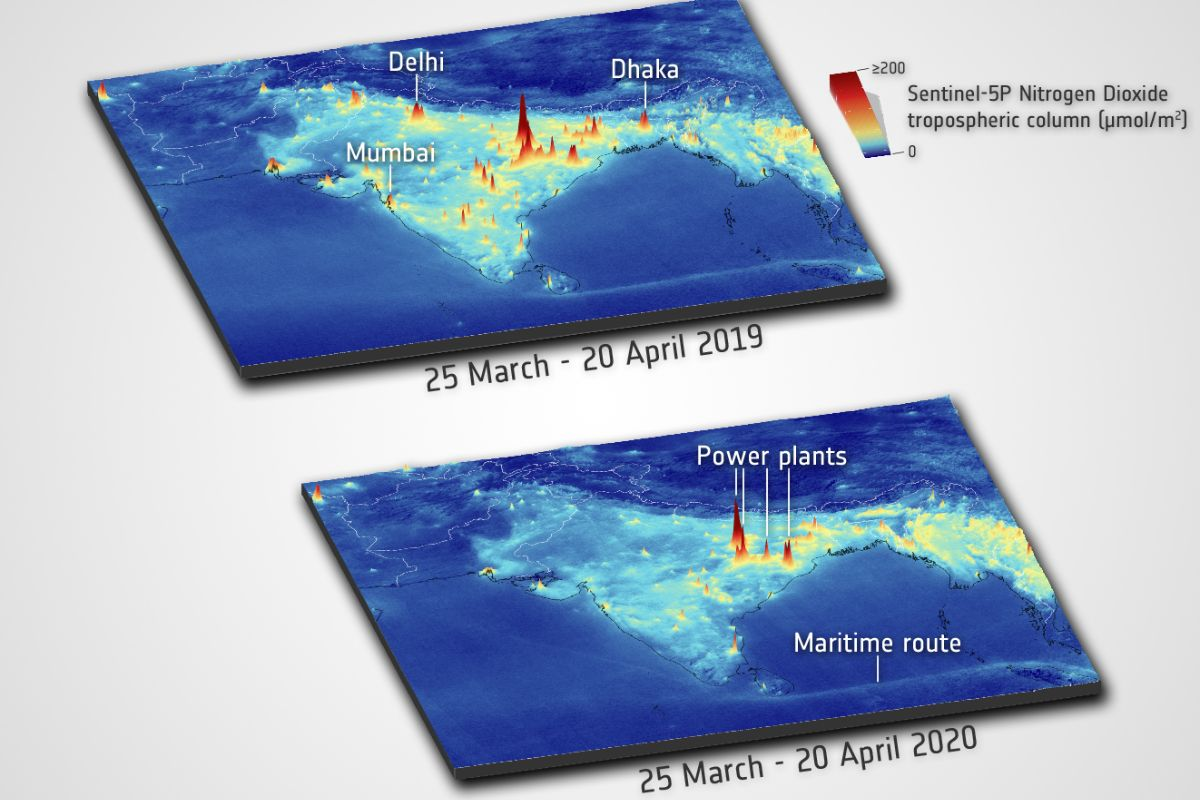 Delhi
Dhaka
Mumbai
≥200
Sentinel-5P Nitrogen Dioxide
tropospheric column (µmol/m²)
0
25 March - 20 April 2019
Power plants
Maritime route
25 March - 20 April 2020